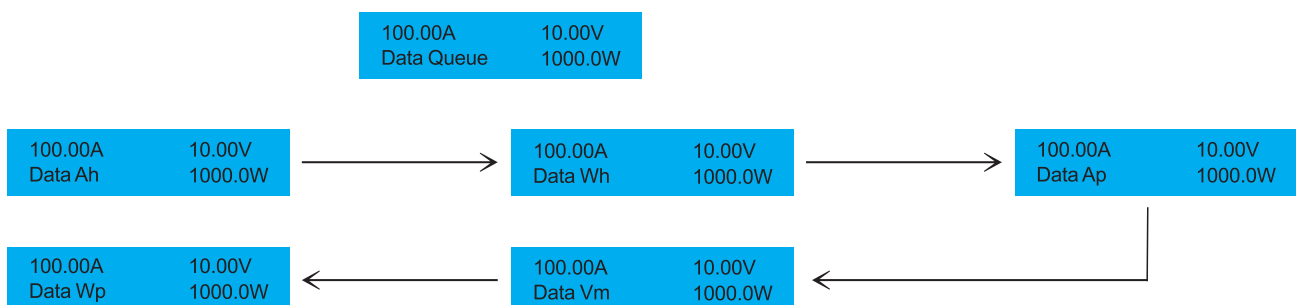 100.00A 10.00V
Data Queue 1000.0W
100.00A 10.00V
Data Ah 1000.0W
100.00A 10.00V
Data Wh 1000.0W
100.00A 10.00V
Data Ap 1000.0W
100.00A 10.00V
Data Wp 1000.0W
100.00A 10.00V
Data Vm 1000.0W